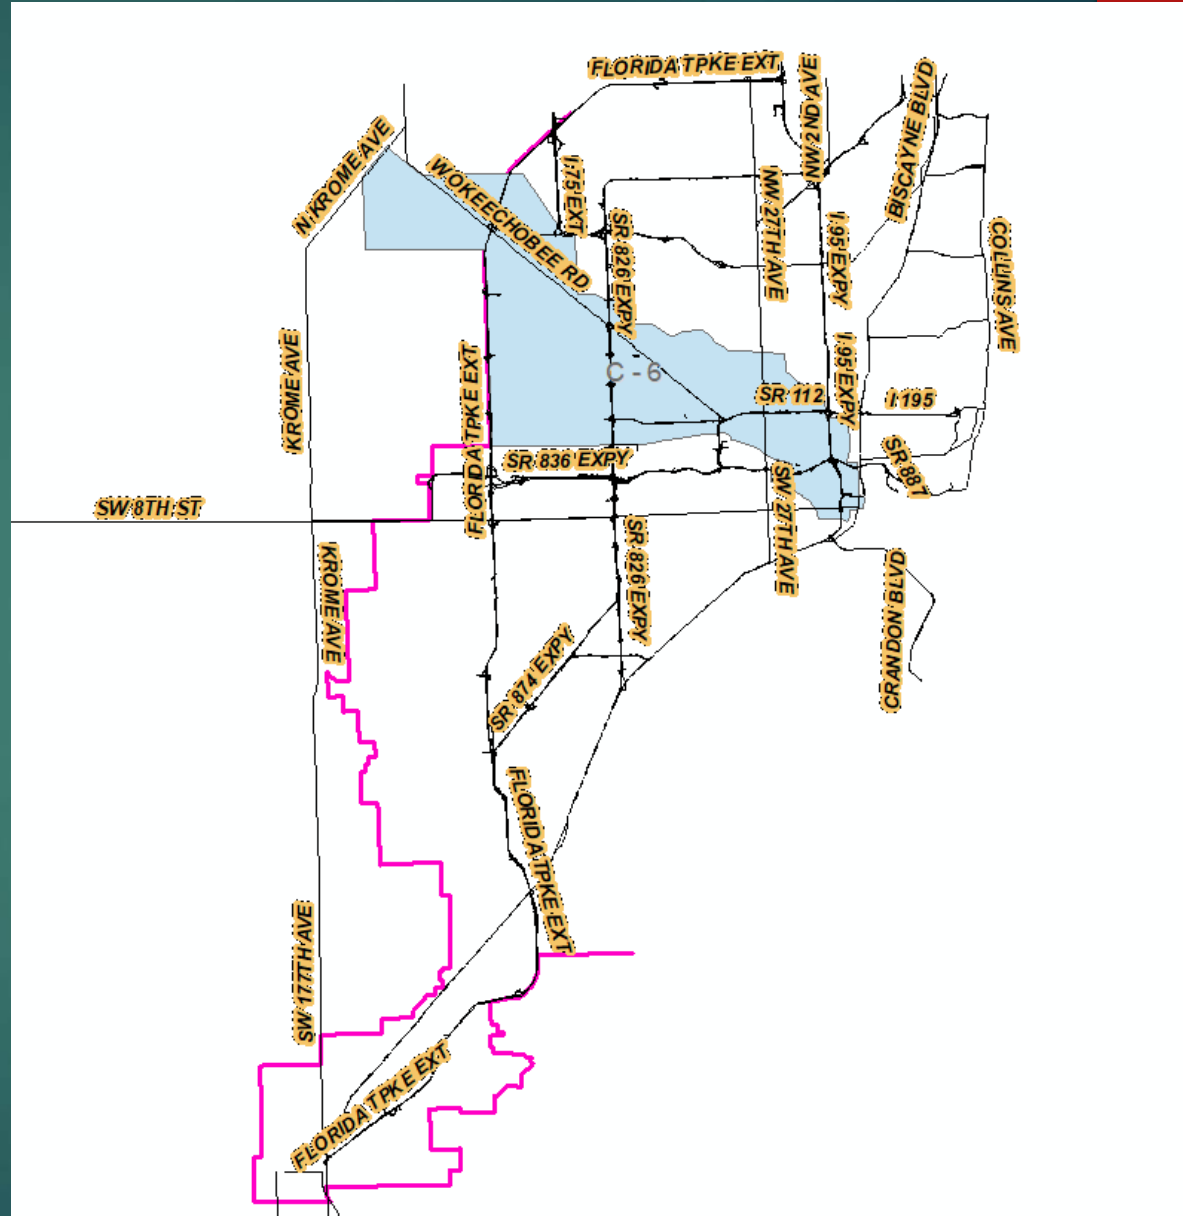 FLORIDA TPKE EXT
NW 2ND AVE
BISCAYNE BLVD
N KROME AVE
W OKEECHOBEE RD
I 75 EXT
NW 27TH AVE
SR 826 EXPY
I 95 EXPY
COLLINS AVE
KROME AVE
FLORIDA TPKE EXT
C - 6
I 95 EXPY
SR 112
I 195
SR 836 EXPY
SR 887
SW 8TH ST
SW 27TH AVE
KROME AVE
SR 826 EXPY
CRANDON BLVD
SR 874 EXPY
FLORIDA TPKE EXT
SW 177TH AVE
FLORIDA TPKE EXT